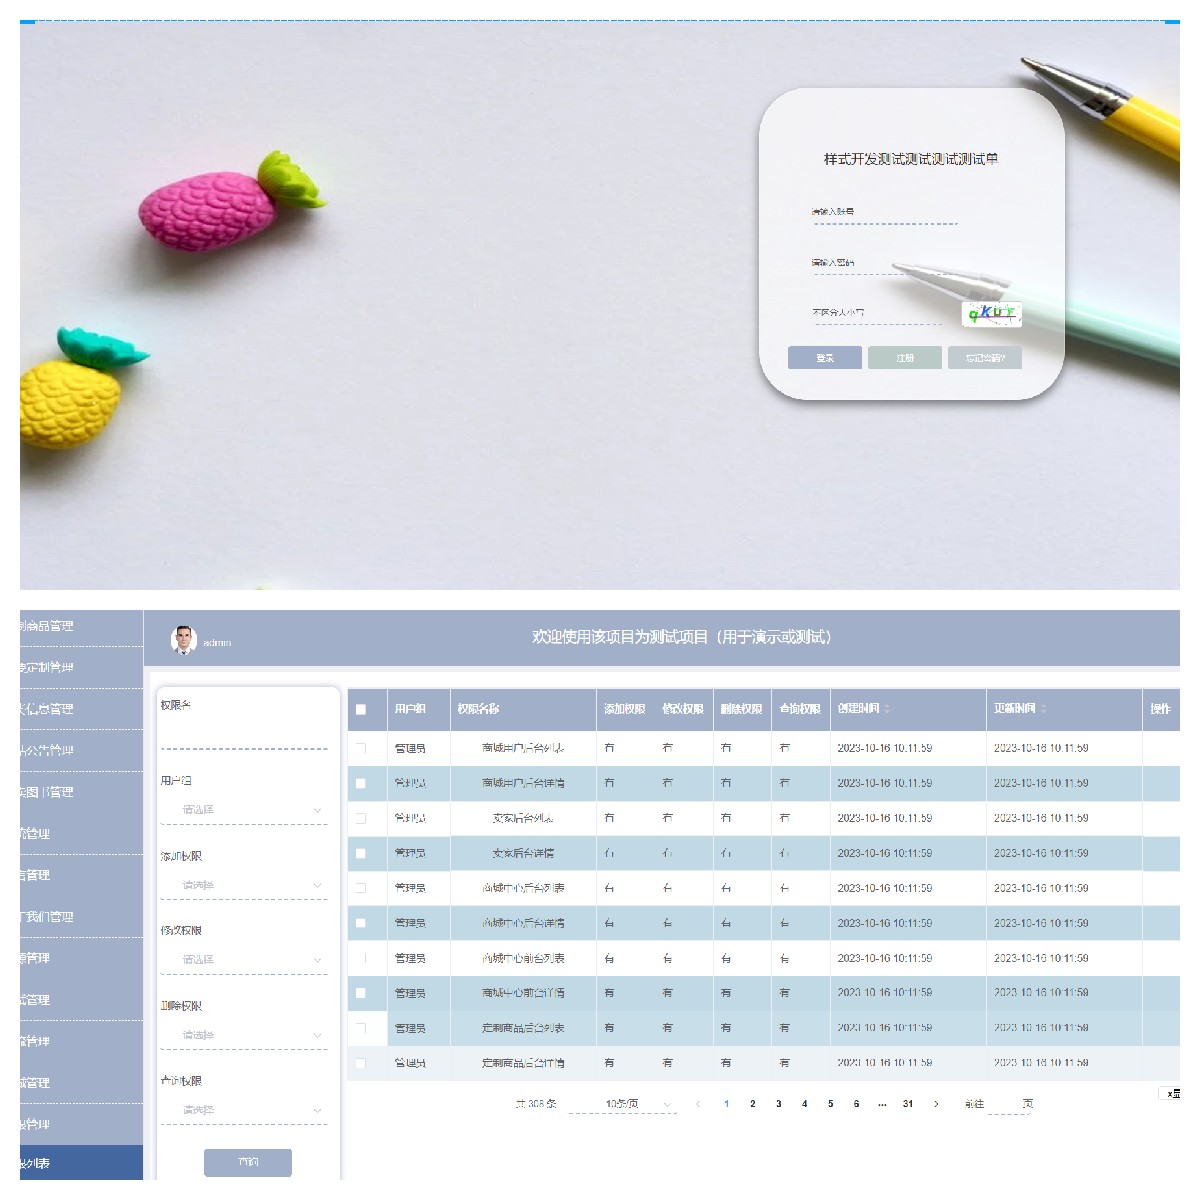 样式开发测试测试测试测试单
请输入账号
请输入密码
不区分大小写
登录 注册 忘记密码?
商品管理
定制管理
信息管理
公告管理
图书管理
管理
管理
我们管理
管理
管理
管理
管理
管理
列表
admin
欢迎使用该项目为测试项目（用于演示或测试）
权限名
用户组
请选择
添加权限
请选择
修改权限
请选择
删除权限
请选择
查询权限
请选择
查询
用户组 权限名称 添加权限 修改权限 删除权限 查询权限 创建时间 更新时间 操作
管理员 商城用户后台列表 有 有 有 有 2023-10-16 10:11:59 2023-10-16 10:11:59
管理员 商城用户后台详情 有 有 有 有 2023-10-16 10:11:59 2023-10-16 10:11:59
管理员 卖家后台列表 有 有 有 有 2023-10-16 10:11:59 2023-10-16 10:11:59
管理员 卖家后台详情 有 有 有 有 2023-10-16 10:11:59 2023-10-16 10:11:59
管理员 商城中心后台列表 有 有 有 有 2023-10-16 10:11:59 2023-10-16 10:11:59
管理员 商城中心后台详情 有 有 有 有 2023-10-16 10:11:59 2023-10-16 10:11:59
管理员 商城中心前台列表 有 有 有 有 2023-10-16 10:11:59 2023-10-16 10:11:59
管理员 商城中心前台详情 有 有 有 有 2023-10-16 10:11:59 2023-10-16 10:11:59
管理员 定制商品后台列表 有 有 有 有 2023-10-16 10:11:59 2023-10-16 10:11:59
管理员 定制商品后台详情 有 有 有 有 2023-10-16 10:11:59 2023-10-16 10:11:59
共 308 条 10条/页 1 2 3 4 5 6 ... 31 前往 页